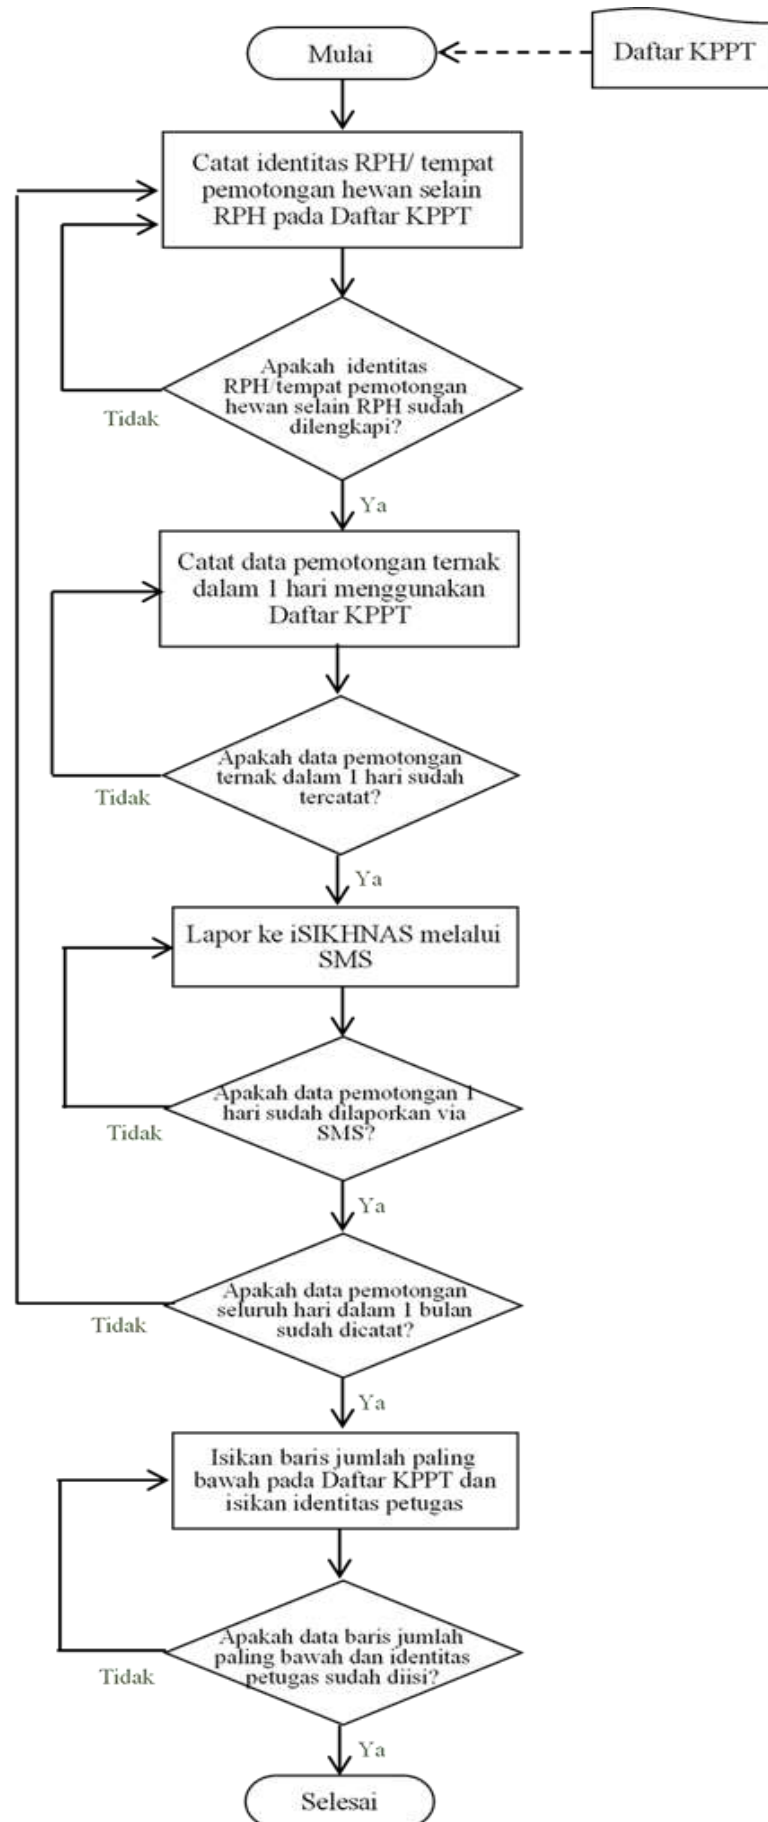 Mulai
Daftar KPPT
Catat identitas RPH/ tempat
pemotongan hewan selain
RPH pada Daftar KPPT
Apakah identitas
RPH/tempat pemotongan
hewan selain RPH sudah
dilengkapi?
Tidak
Ya
Catat data pemotongan ternak
dalam 1 hari menggunakan
Daftar KPPT
Apakah data pemotongan
ternak dalam 1 hari sudah
tercatat?
Tidak
Ya
Lapor ke iSIKHNAS melalui
SMS
Apakah data pemotongan 1
hari sudah dilaporkan via
SMS?
Tidak
Ya
Apakah data pemotongan
seluruh hari dalam 1 bulan
sudah dicatat?
Tidak
Ya
Isikan baris jumlah paling
bawah pada Daftar KPPT dan
isikan identitas petugas
Apakah data baris jumlah
paling bawah dan identitas
petugas sudah diisi?
Tidak
Ya
Selesai